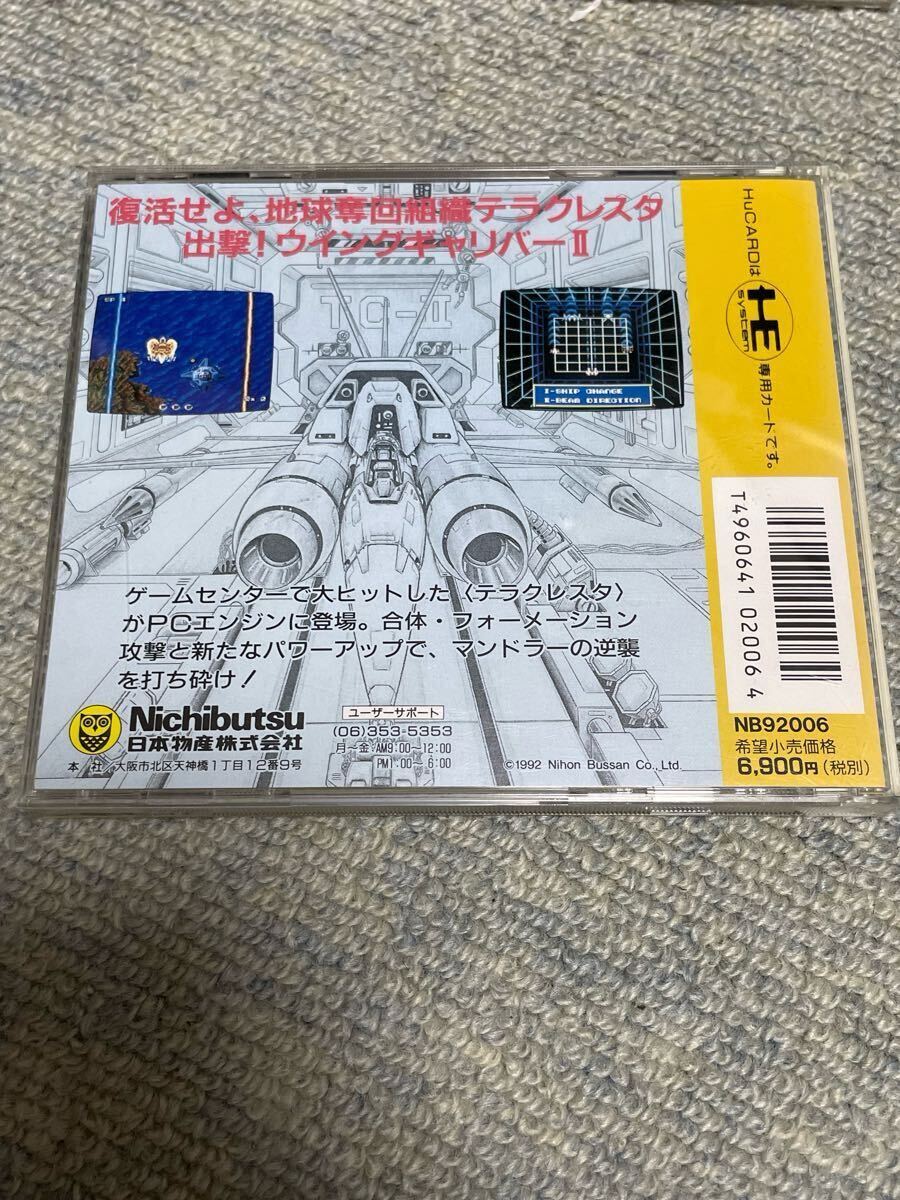 復活せよ、地球奪回組織テラクレスタ
出撃!ウイングギャリバーII
TC-II
I-SHIP CHANGE
II-BEAM DIRECTION
ゲームセンターで大ヒットした〈テラクレスタ〉
がPCエンジンに登場。合体・フォーメーション
攻撃と新たなパワーアップで、マンドラーの逆襲
を打ち砕け!
Nichibutsu
日本物産株式会社
本 社 大阪市北区天神橋1丁目12番9号
ユーザーサポート
(06)353-5353
月〜金:AM9:00〜12:00
PM1:00〜 6:00
©1992 Nihon Bussan Co., Ltd.
HuCARDは HE system 専用カードです。
T4960641 020064
NB92006
希望小売価格
6,900円(税別)